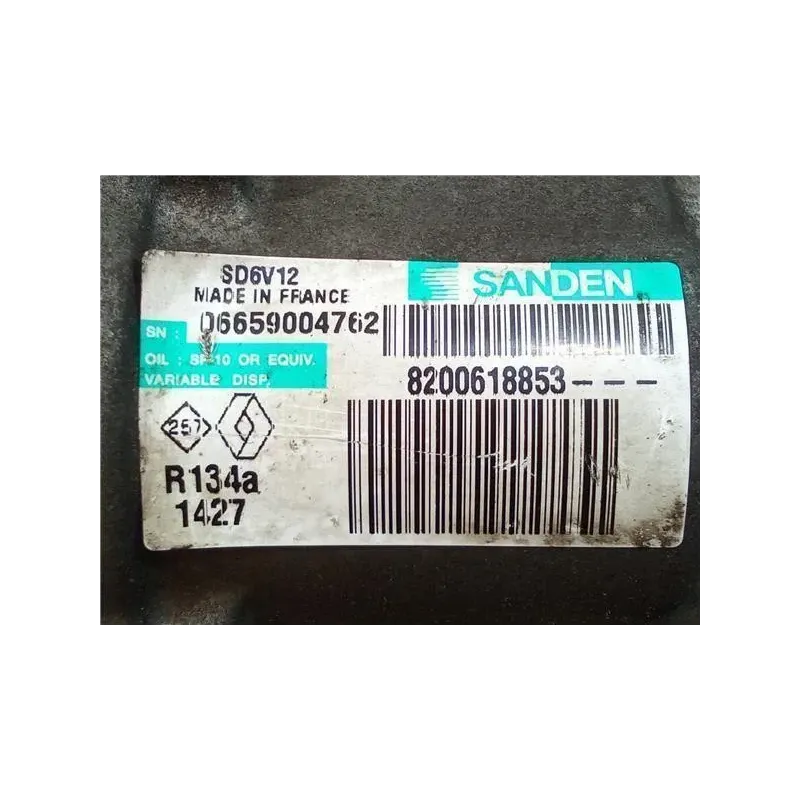 SD6V12
MADE IN FRANCE
SANDEN
SN : 06659004762
OIL : SP-10 OR EQUIV.
VARIABLE DISP.
8200618853---
257
R134a
1427